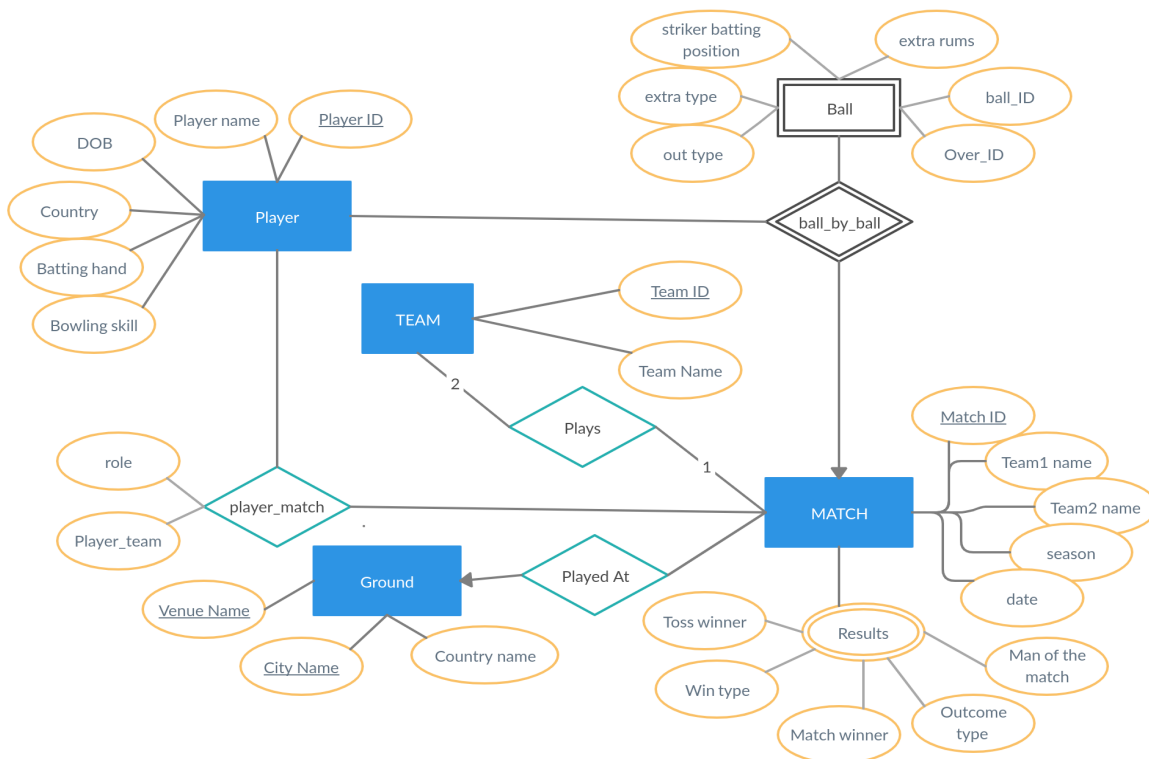 striker batting
position
extra rums
extra type
Ball
ball_ID
out type
Over_ID
Player name
Player ID
DOB
Country
Player
Batting hand
Bowling skill
ball_by_ball
TEAM
Team ID
Team Name
2
Plays
1
Match ID
Team1 name
MATCH
Team2 name
season
date
role
player_match
.
Player_team
Ground
Played At
Venue Name
City Name
Country name
Toss winner
Results
Win type
Man of the
match
Match winner
Outcome
type